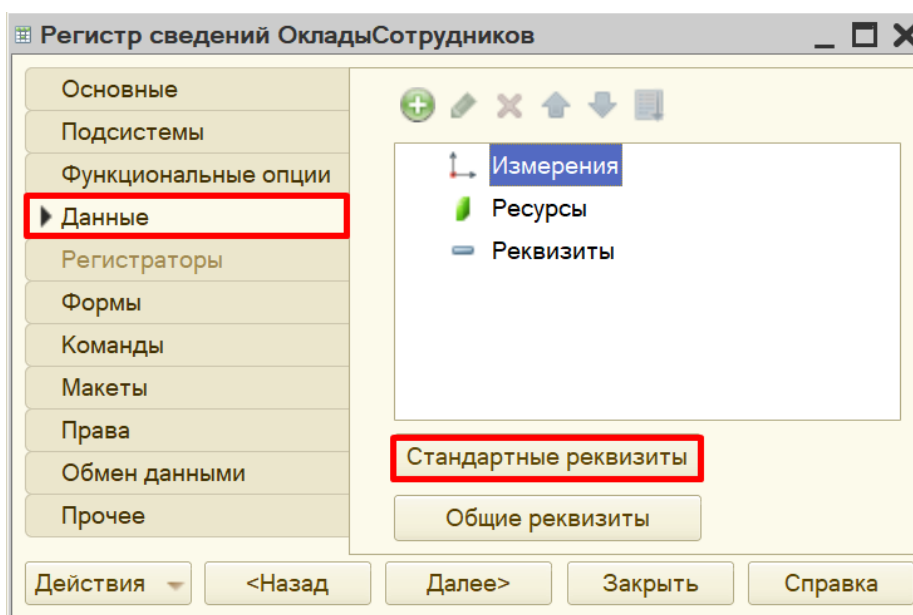 Регистр сведений ОкладыСотрудников
Основные
Подсистемы
Функциональные опции
Данные
Регистраторы
Формы
Команды
Макеты
Права
Обмен данными
Прочее
Измерения
Ресурсы
Реквизиты
Стандартные реквизиты
Общие реквизиты
Действия <Назад Далее> Закрыть Справка